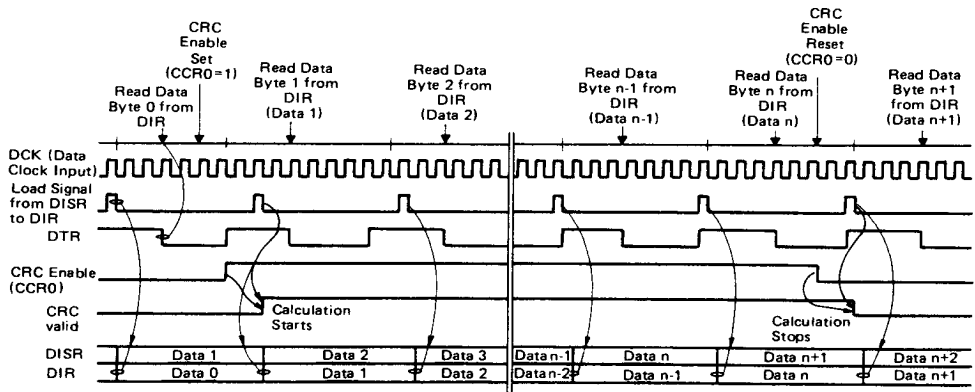 CRC
Enable
Set
(CCR0=1)
Read Data
Byte 0 from
DIR
Read Data
Byte 1 from
DIR
(Data 1)
Read Data
Byte 2 from
DIR
(Data 2)
Read Data
Byte n-1 from
DIR
(Data n-1)
CRC
Enable
Reset
(CCR0=0)
Read Data
Byte n from
DIR
(Data n)
Read Data
Byte n+1
from DIR
(Data n+1)
DCK (Data
Clock Input)
Load Signal
from DISR
to DIR
DTR
CRC Enable
(CCR0)
CRC
valid
Calculation
Starts
Calculation
Stops
DISR Data 1 Data 2 Data 3 Data n-1 Data n Data n+1 Data n+2
DIR Data 0 Data 1 Data 2 Data n-2 Data n-1 Data n Data n+1